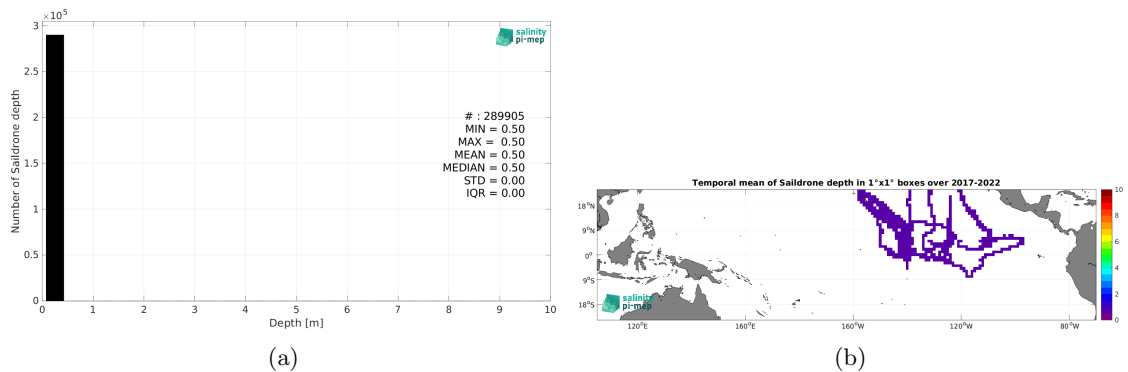 ×10⁵
3
2.5
2
1.5
1
0.5
0
Number of Saildrone depth
salinity
pi-mep
# : 289905
MIN = 0.50
MAX = 0.50
MEAN = 0.50
MEDIAN = 0.50
STD = 0.00
IQR = 0.00
0 1 2 3 4 5 6 7 8 9 10
Depth [m]
(a)
Temporal mean of Saildrone depth in 1°x1° boxes over 2017-2022
18°N
9°N
0°
9°S
18°S
salinity
pi-mep
120°E 160°E 160°W 120°W 80°W
10
8
6
4
2
0
(b)